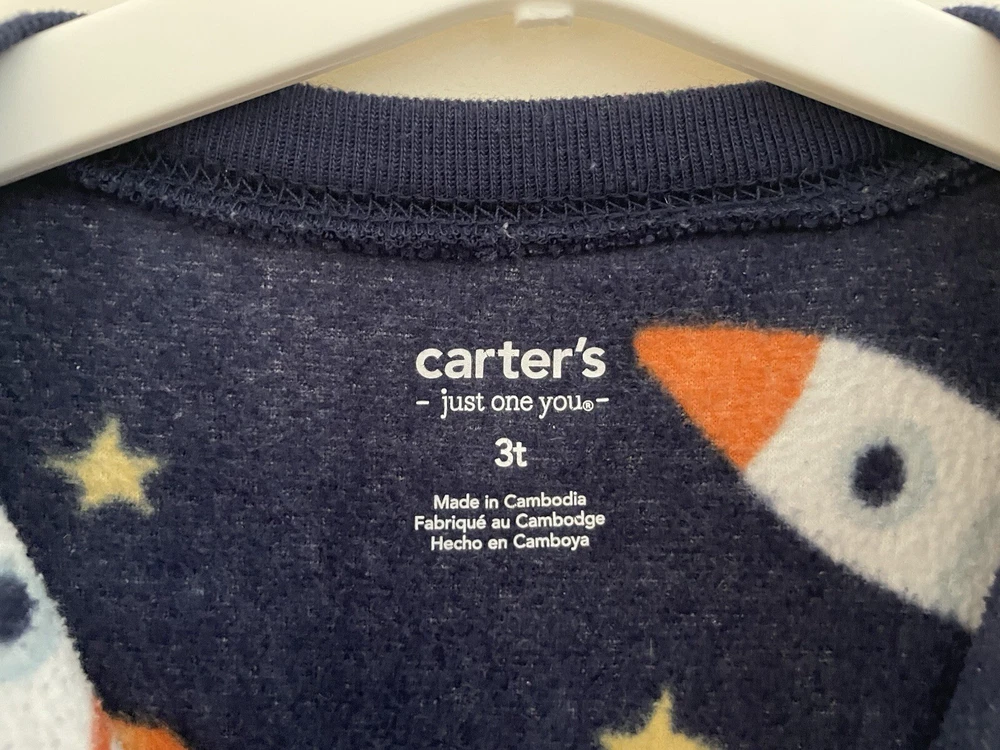 carter's
- just one you®-
3t
Made in Cambodia
Fabriqué au Cambodge
Hecho en Camboya